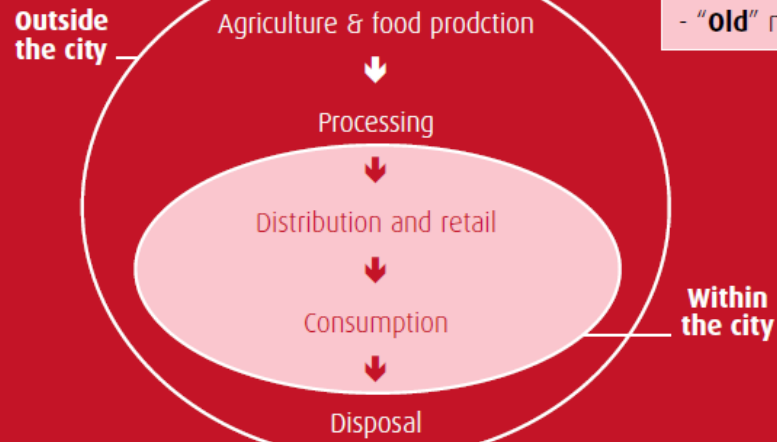 Outside
the city
Agriculture & food prodction
- “Old”
Processing
Distribution and retail
Consumption
Within
the city
Disposal